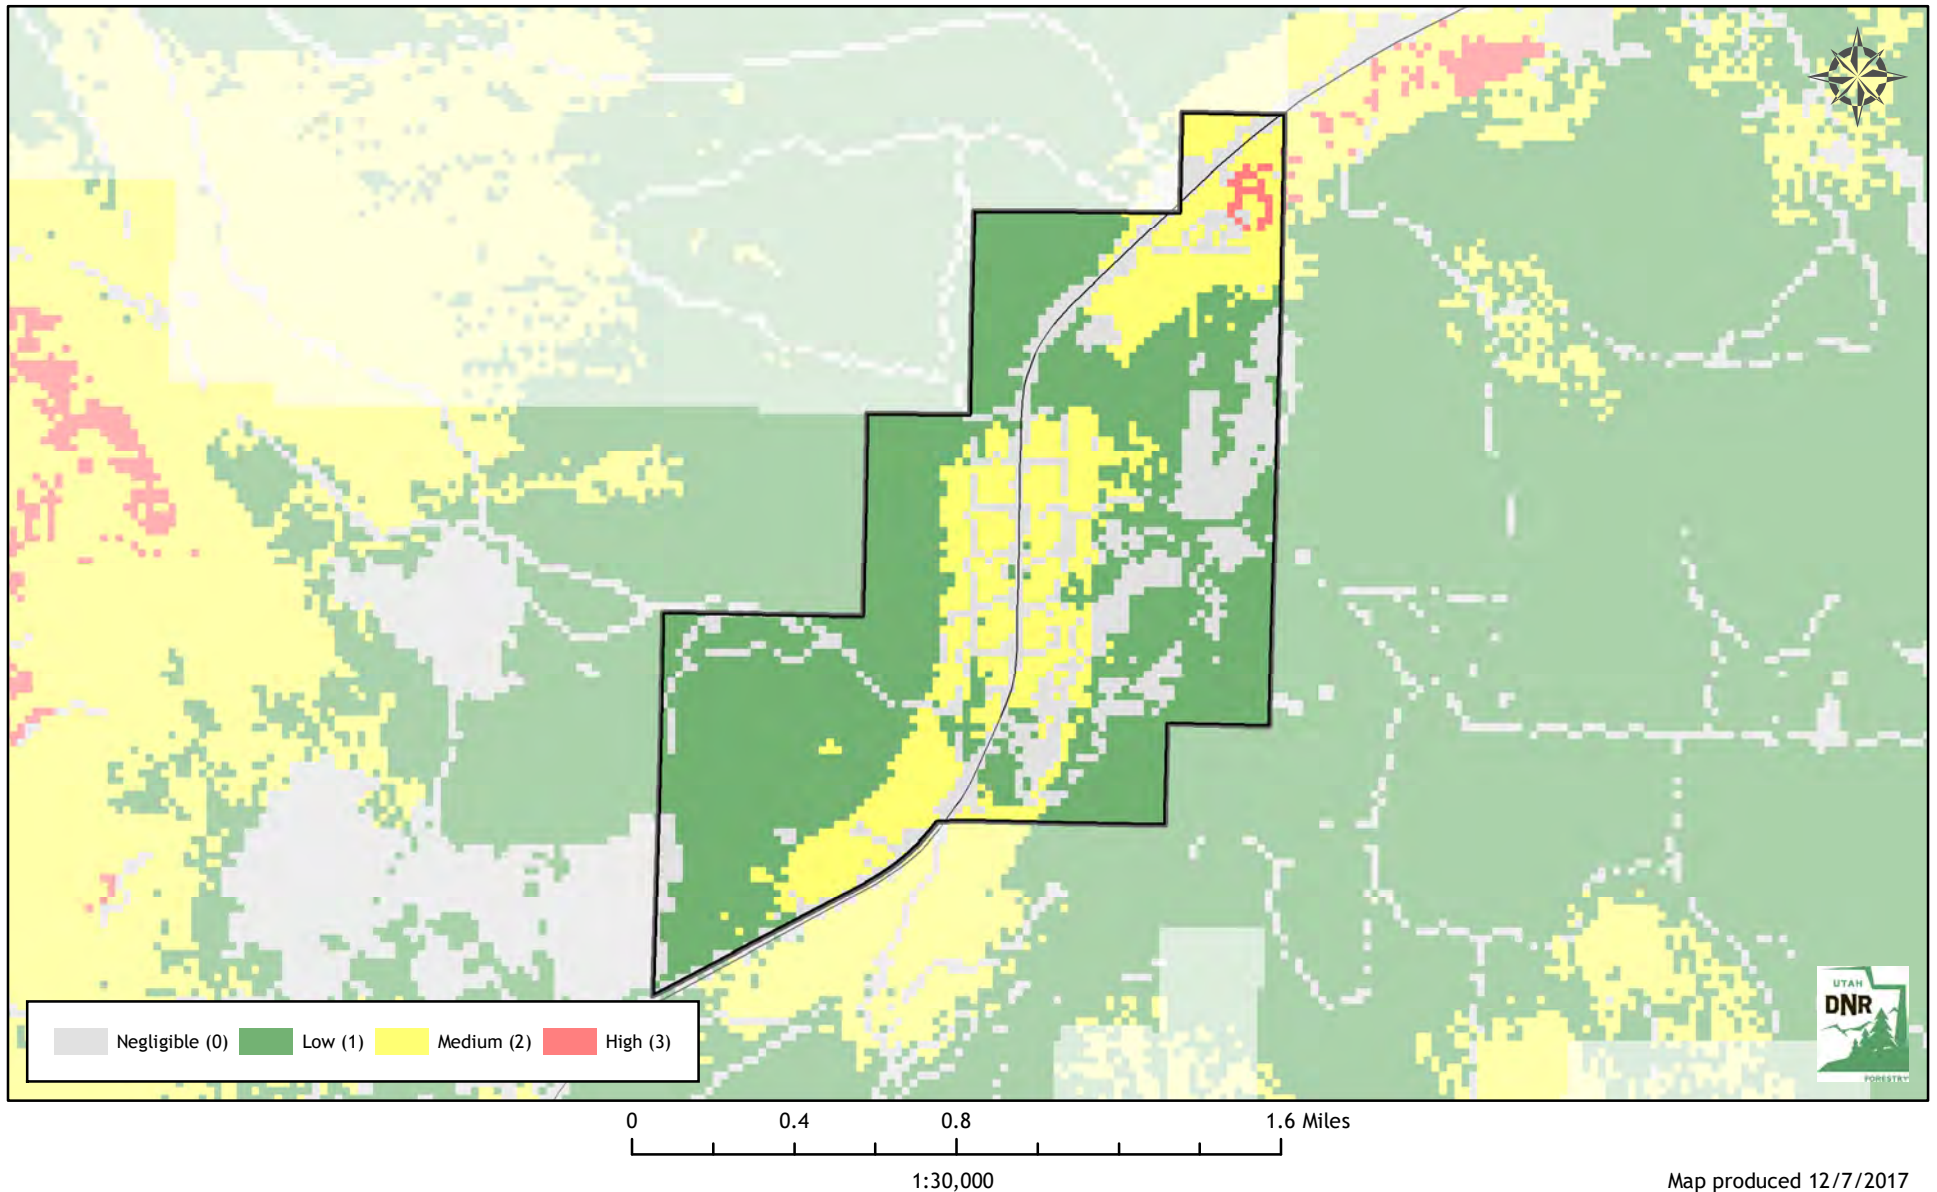 UTAH
DNR
FORESTRY
Negligible (0) Low (1) Medium (2) High (3)
0 0.4 0.8 1.6 Miles
1:30,000
Map produced 12/7/2017